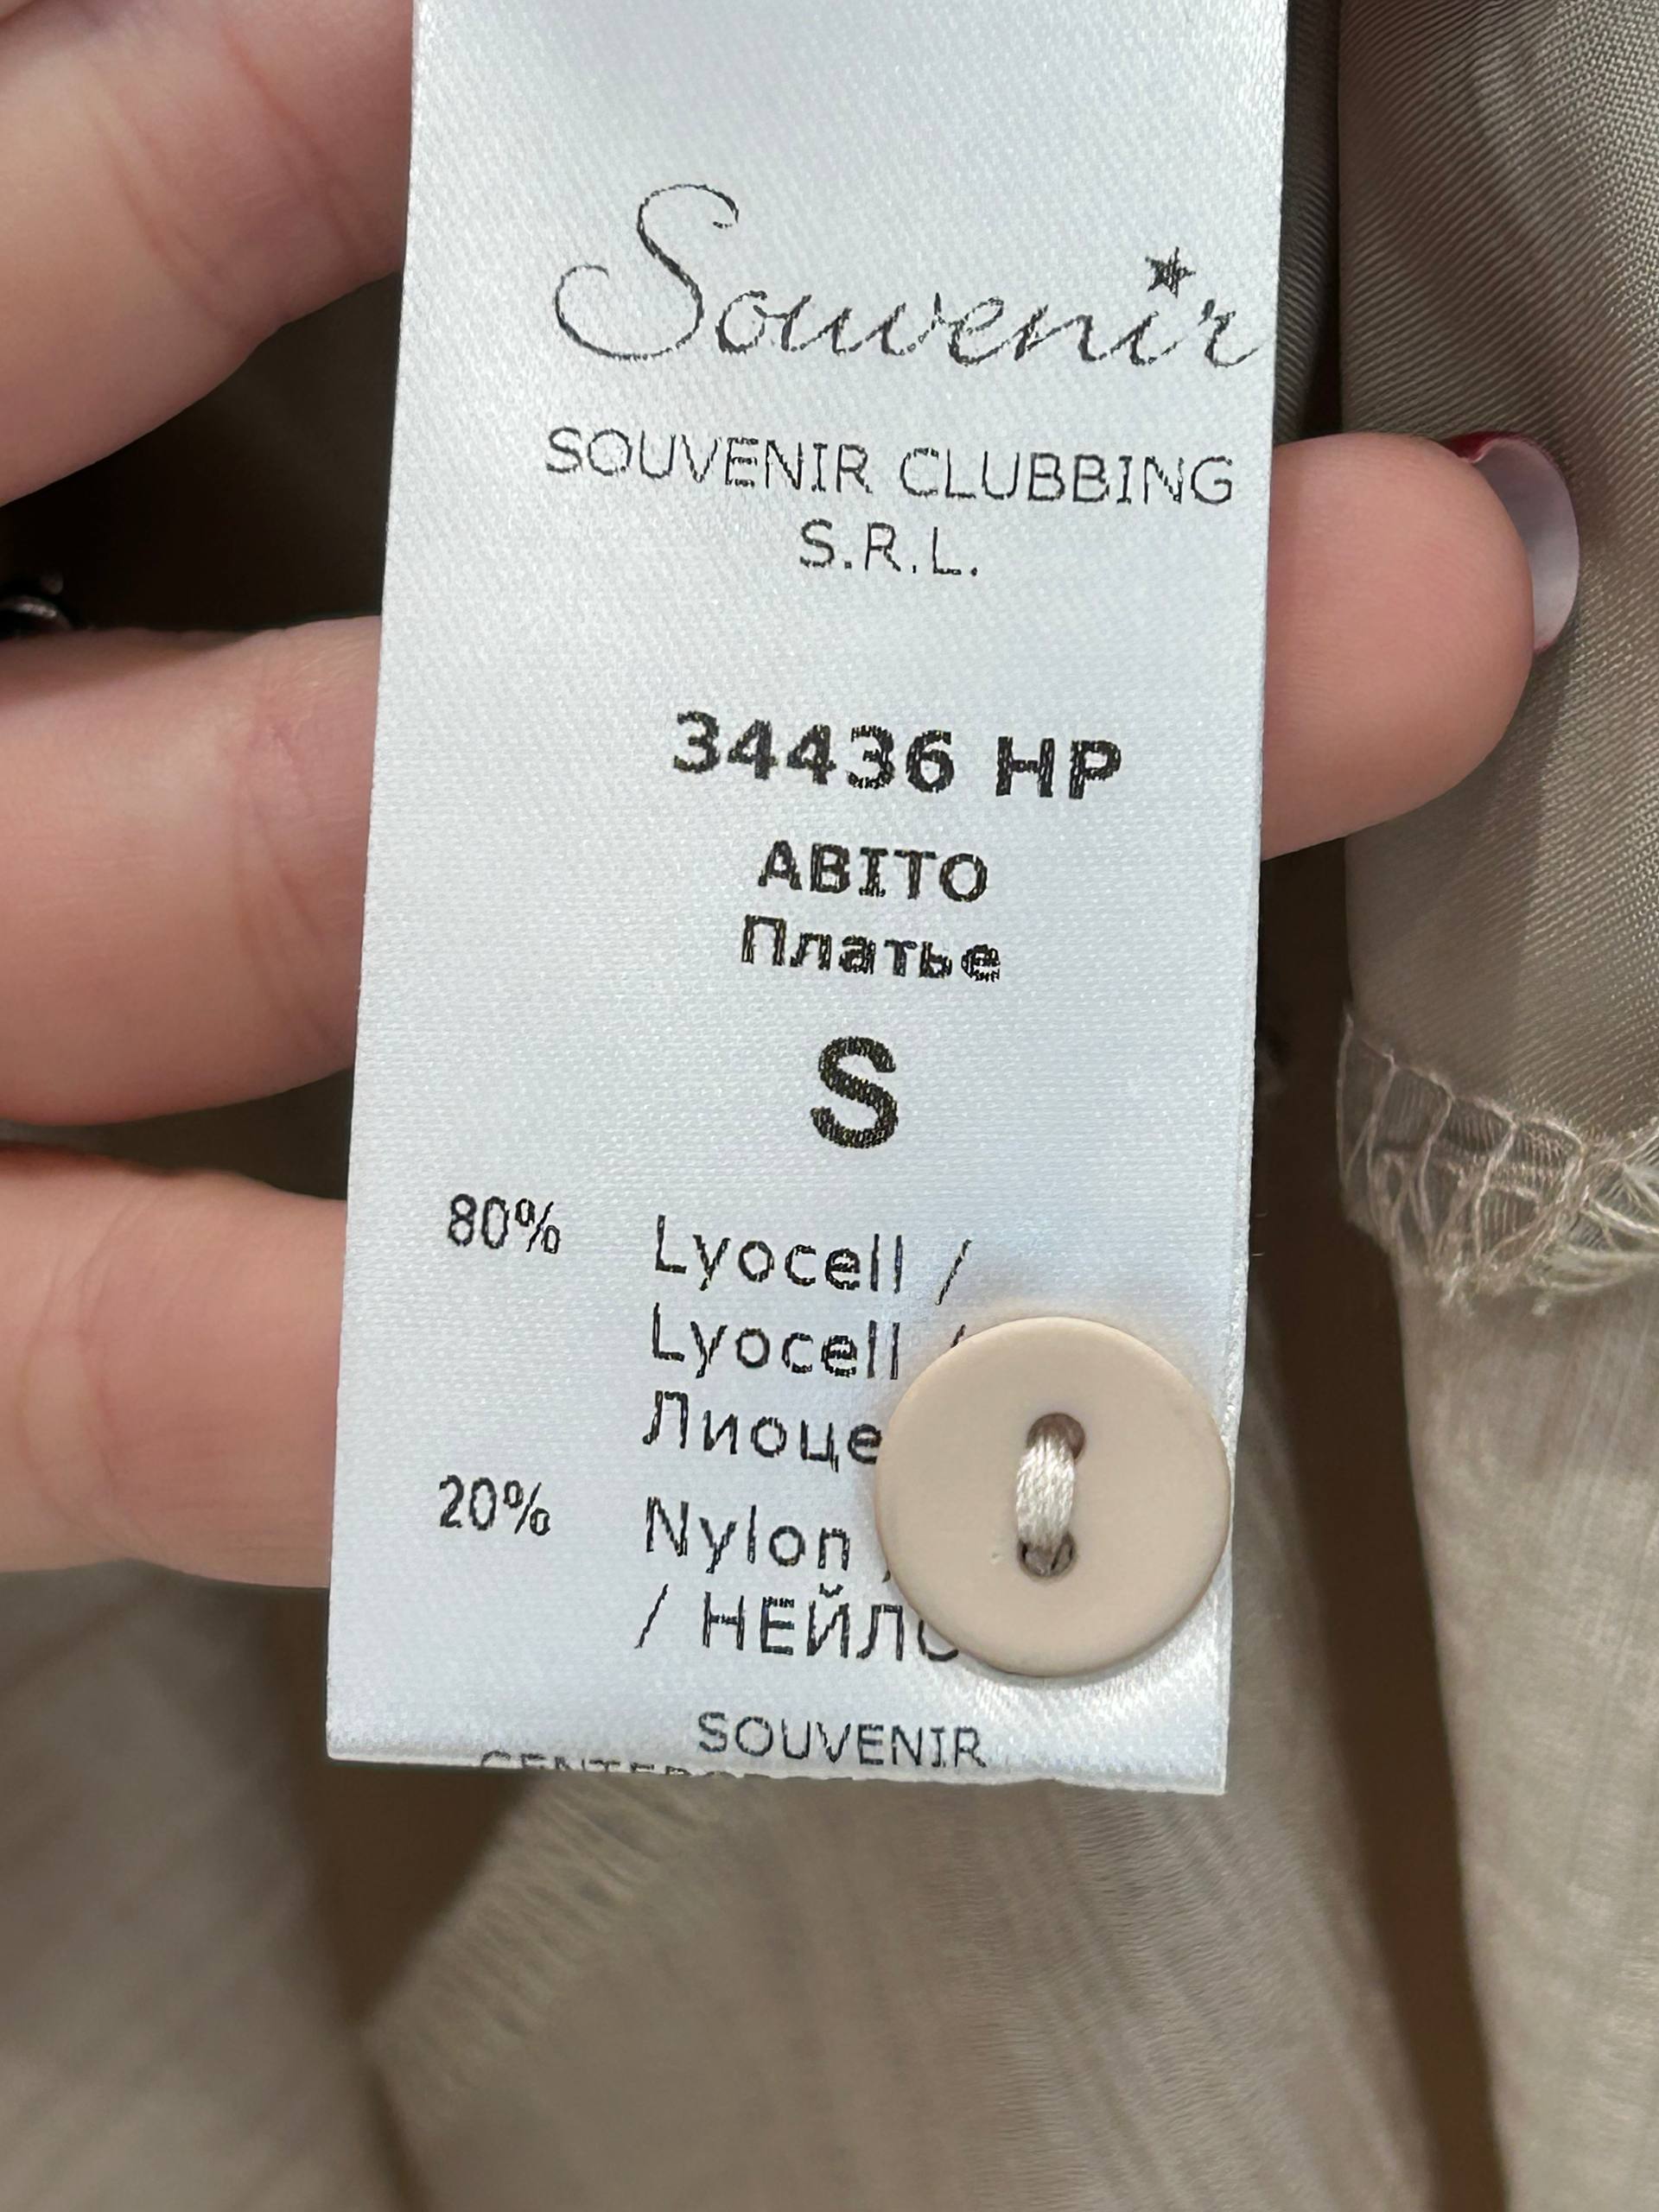 Souvenir
SOUVENIR CLUBBING
S.R.L.
34436 HP
ABITO
Платье
S
80% Lyocell /
Lyocell /
20% Nylon
/
SOUVENIR